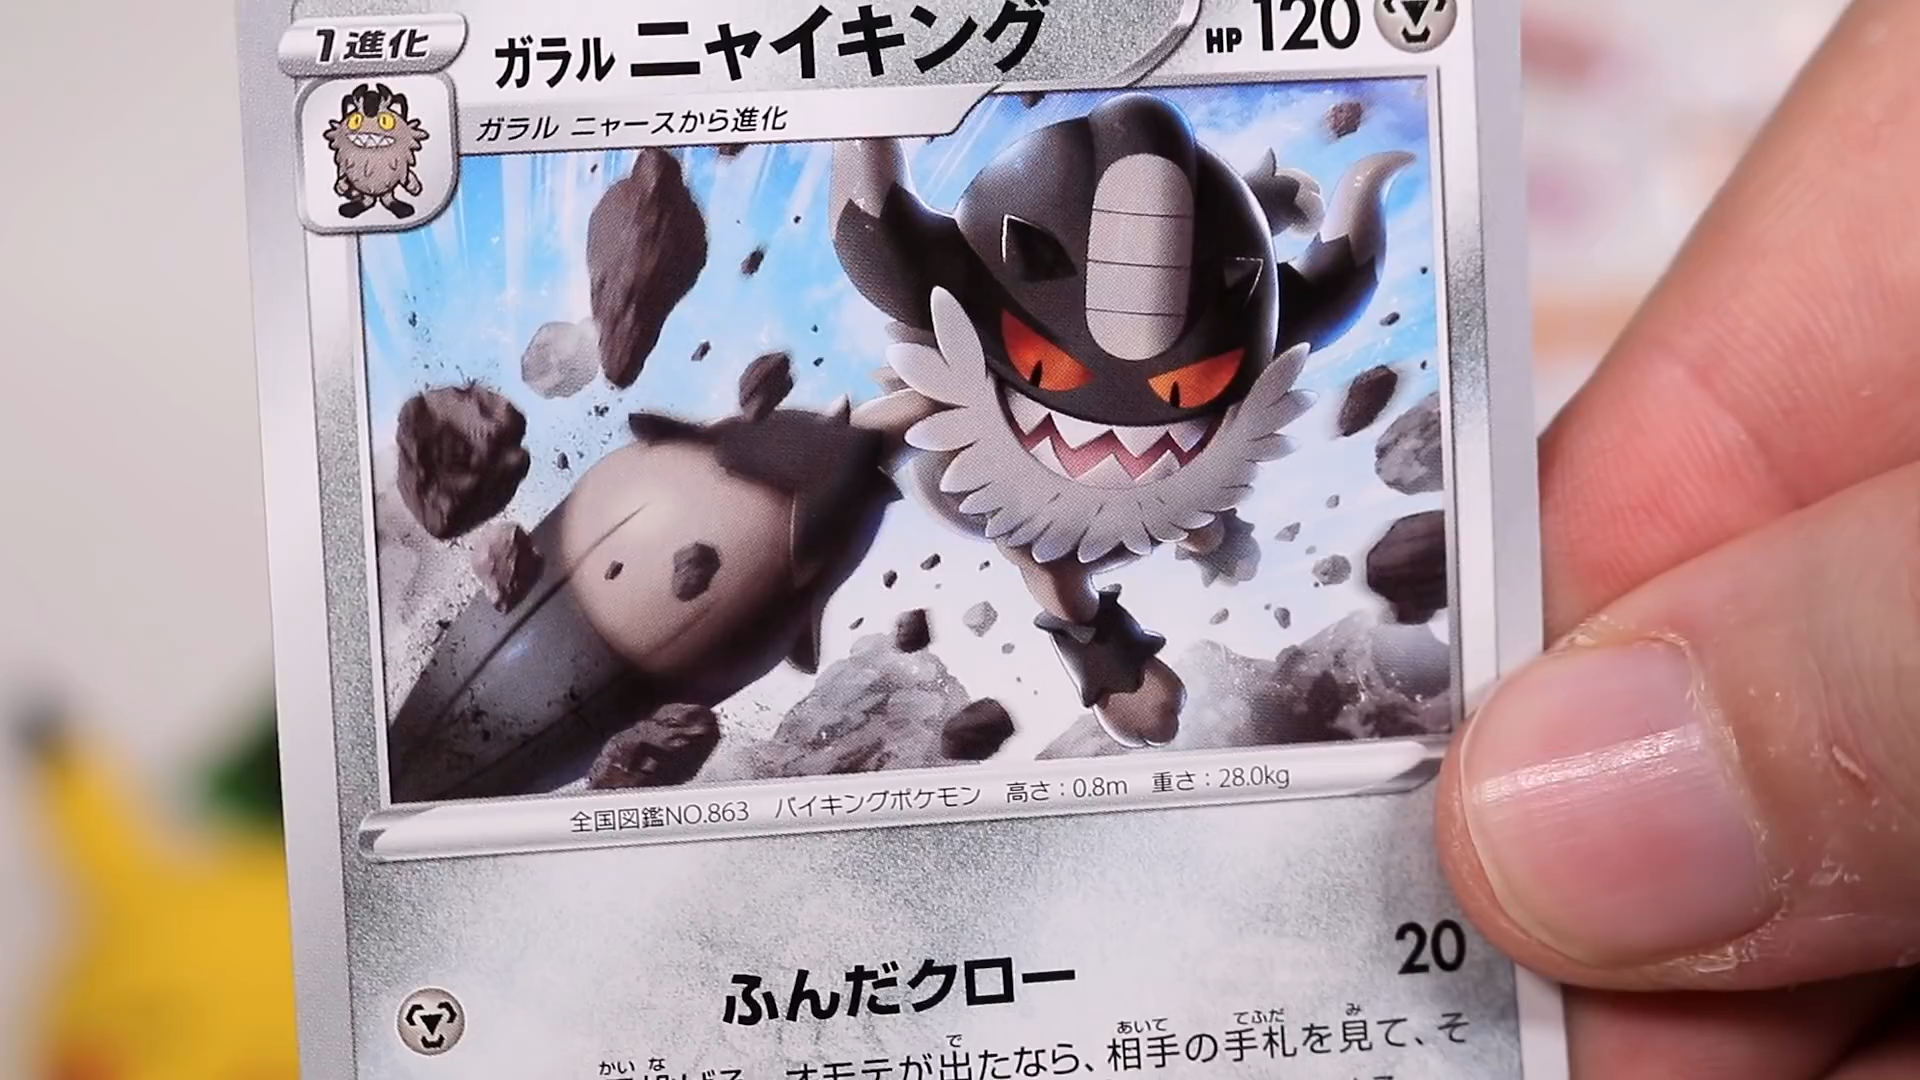 1進化
ガラル ニャイキング
HP 120
ガラル ニャースから進化
全国図鑑NO.863 バイキングポケモン 高さ:0.8m 重さ:28.0kg
ふんだクロー 20
オモテが出たなら、相手の手札を見て、そ